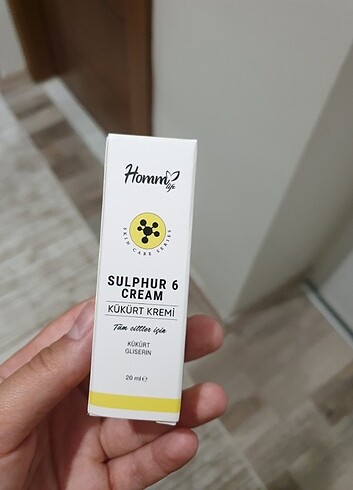 Homm life
SKIN CARE SERIES
SULPHUR 6
CREAM
KÜKÜRT KREMİ
Tüm ciltler için
KÜKÜRT
GLİSERİN
20 ml e